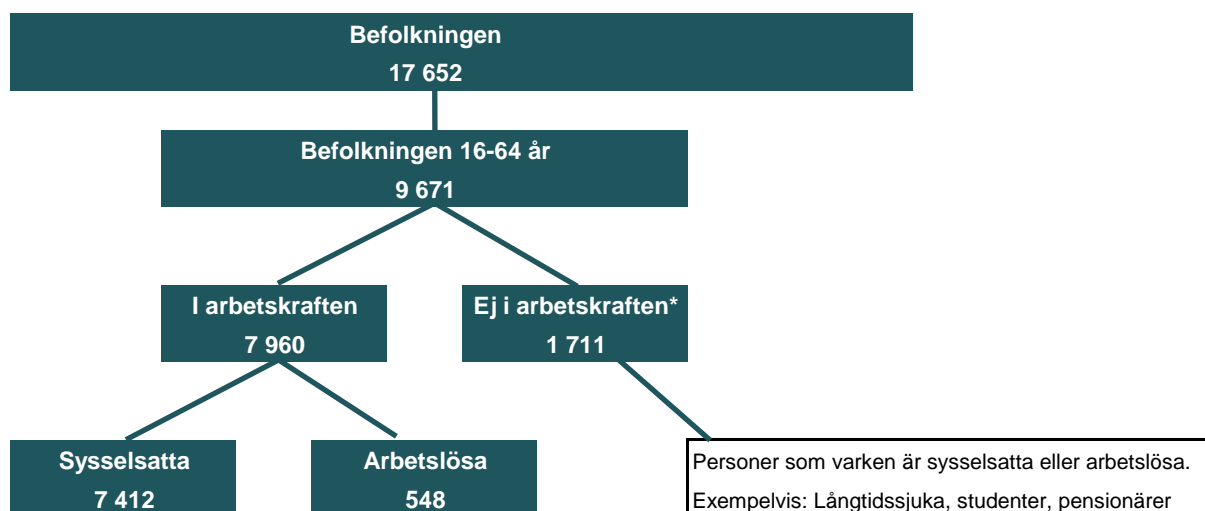 Befolkningen
17 652
Befolkningen 16-64 år
9 671
I arbetskraften
7 960
Ej i arbetskraften*
1 711
Sysselsatta
7 412
Arbetslösa
548
Personer som varken är sysselsatta eller arbetslösa.
Exempelvis: Långtidssjuka, studenter, pensionärer